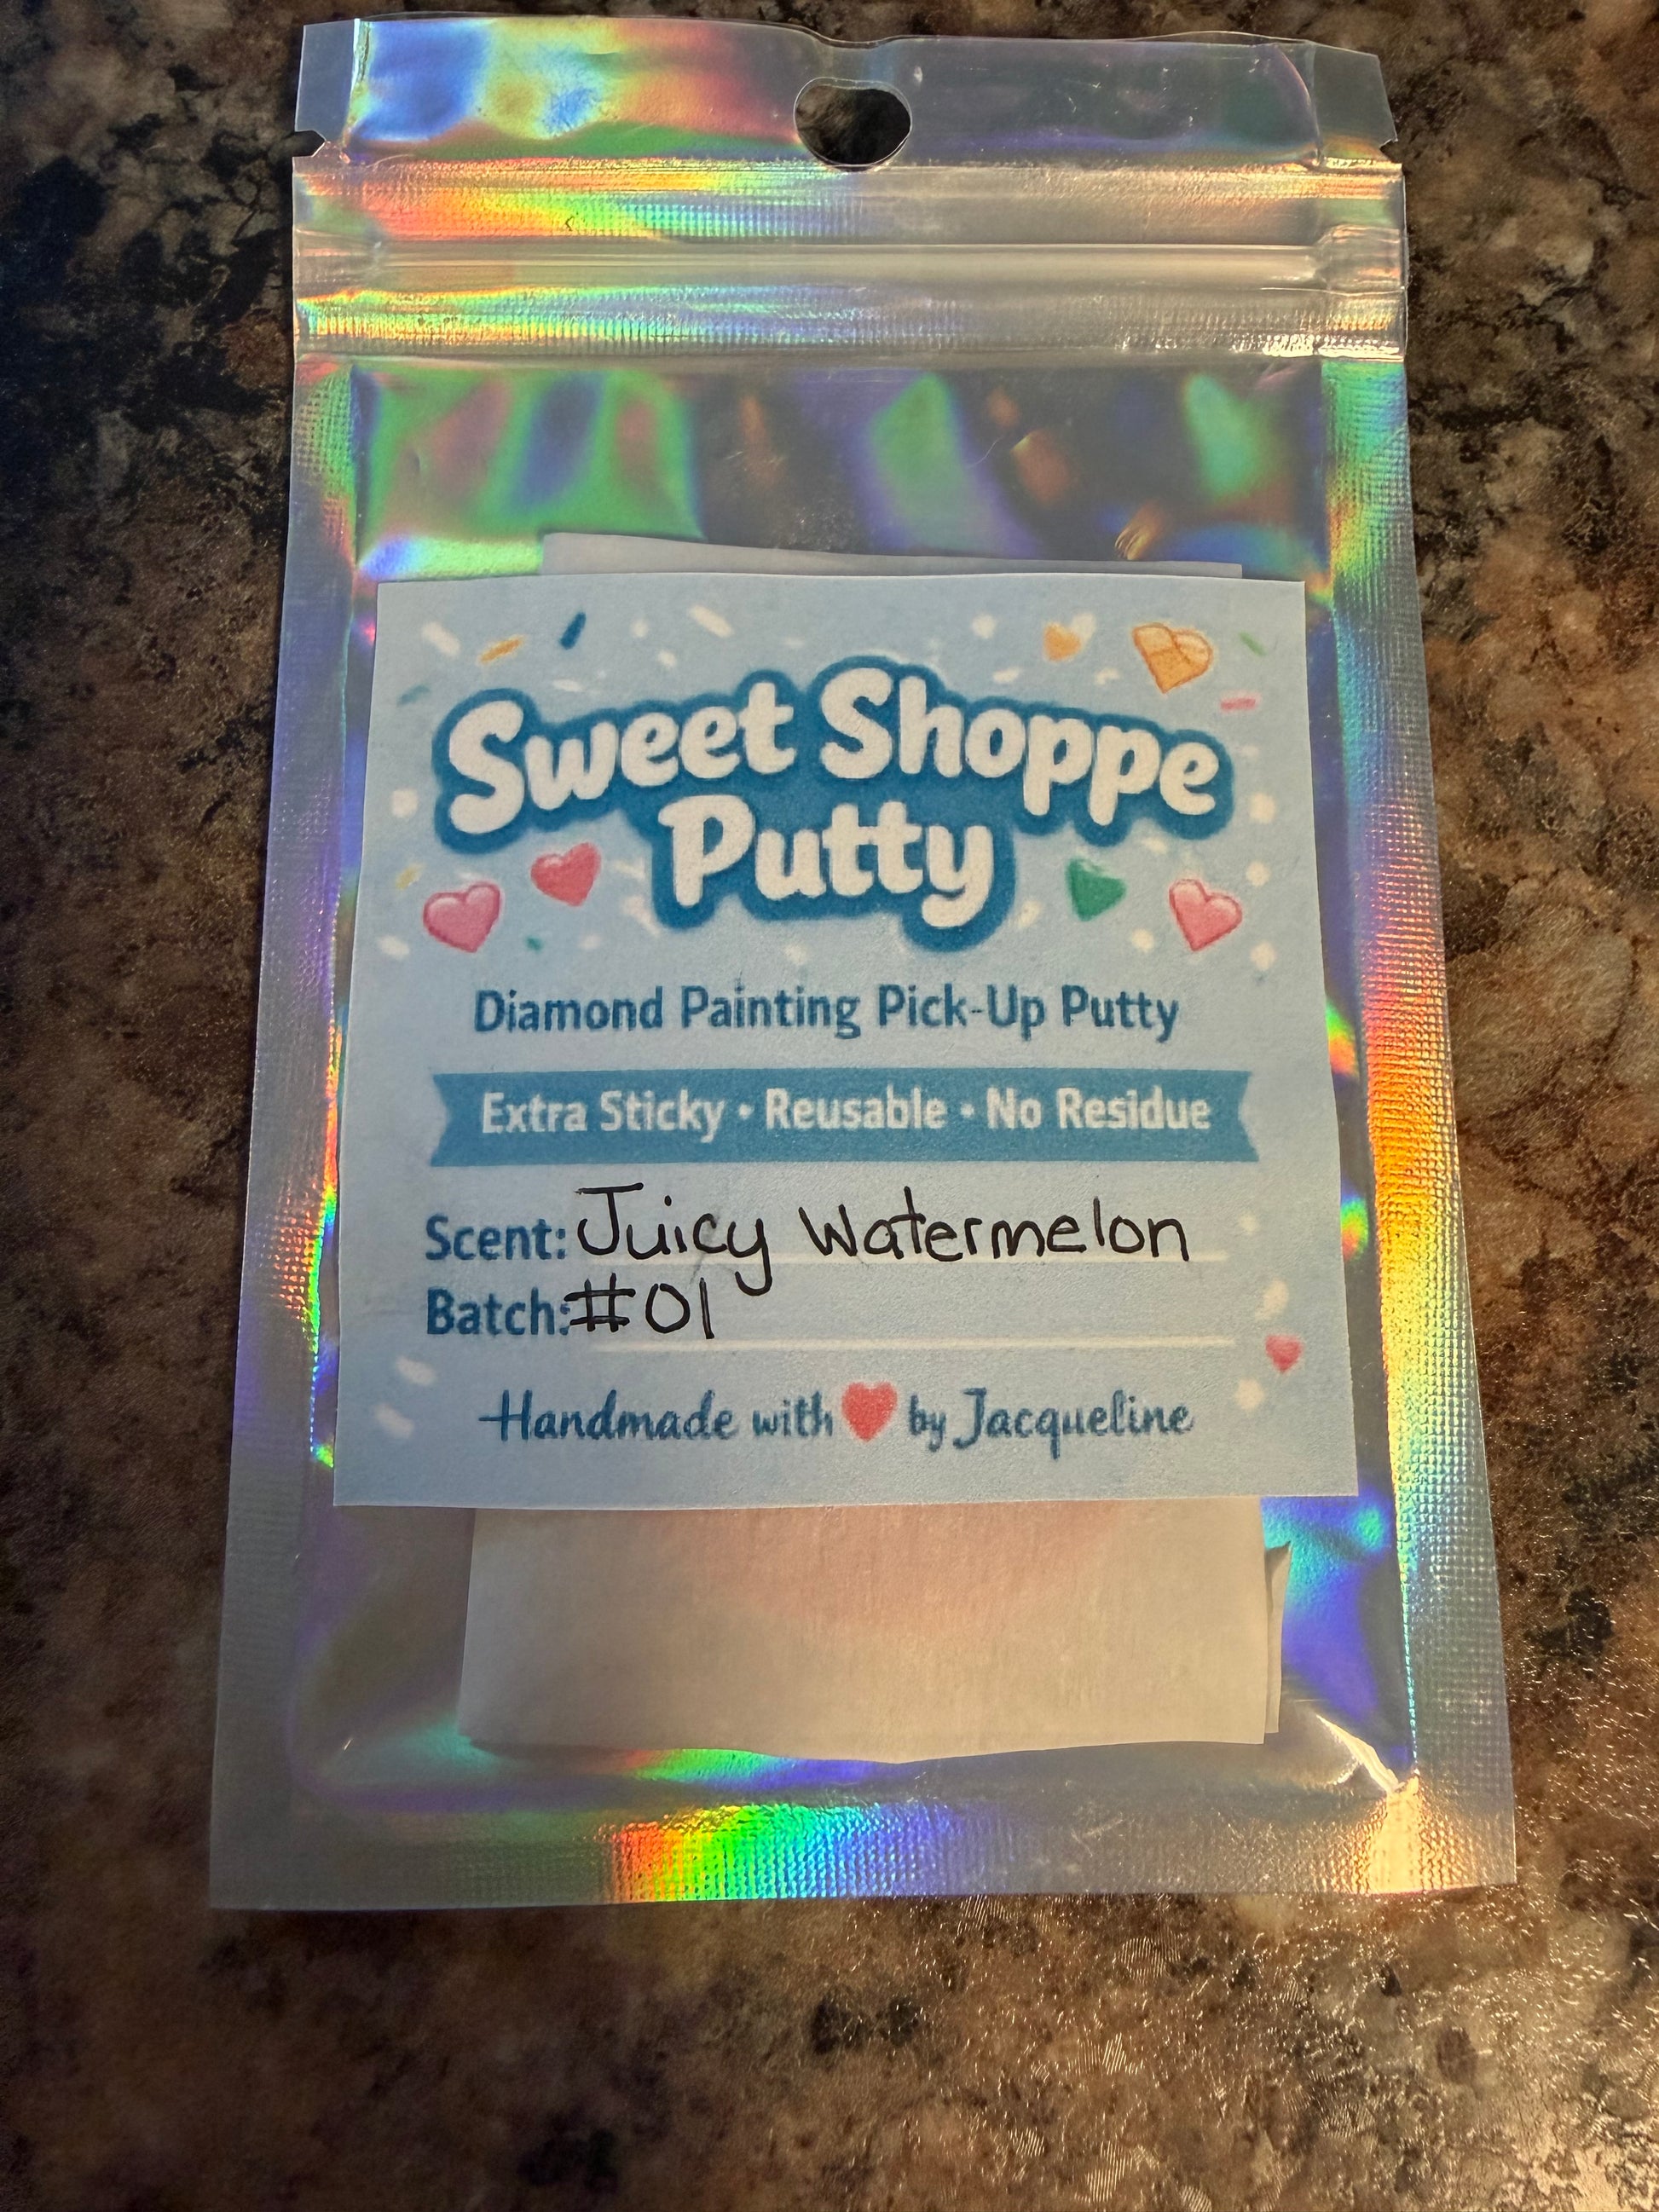 Sweet Shoppe
Putty
Diamond Painting Pick-Up Putty
Extra Sticky • Reusable • No Residue
Scent: Juicy Watermelon
Batch: #01
Handmade with ❤ by Jacqueline